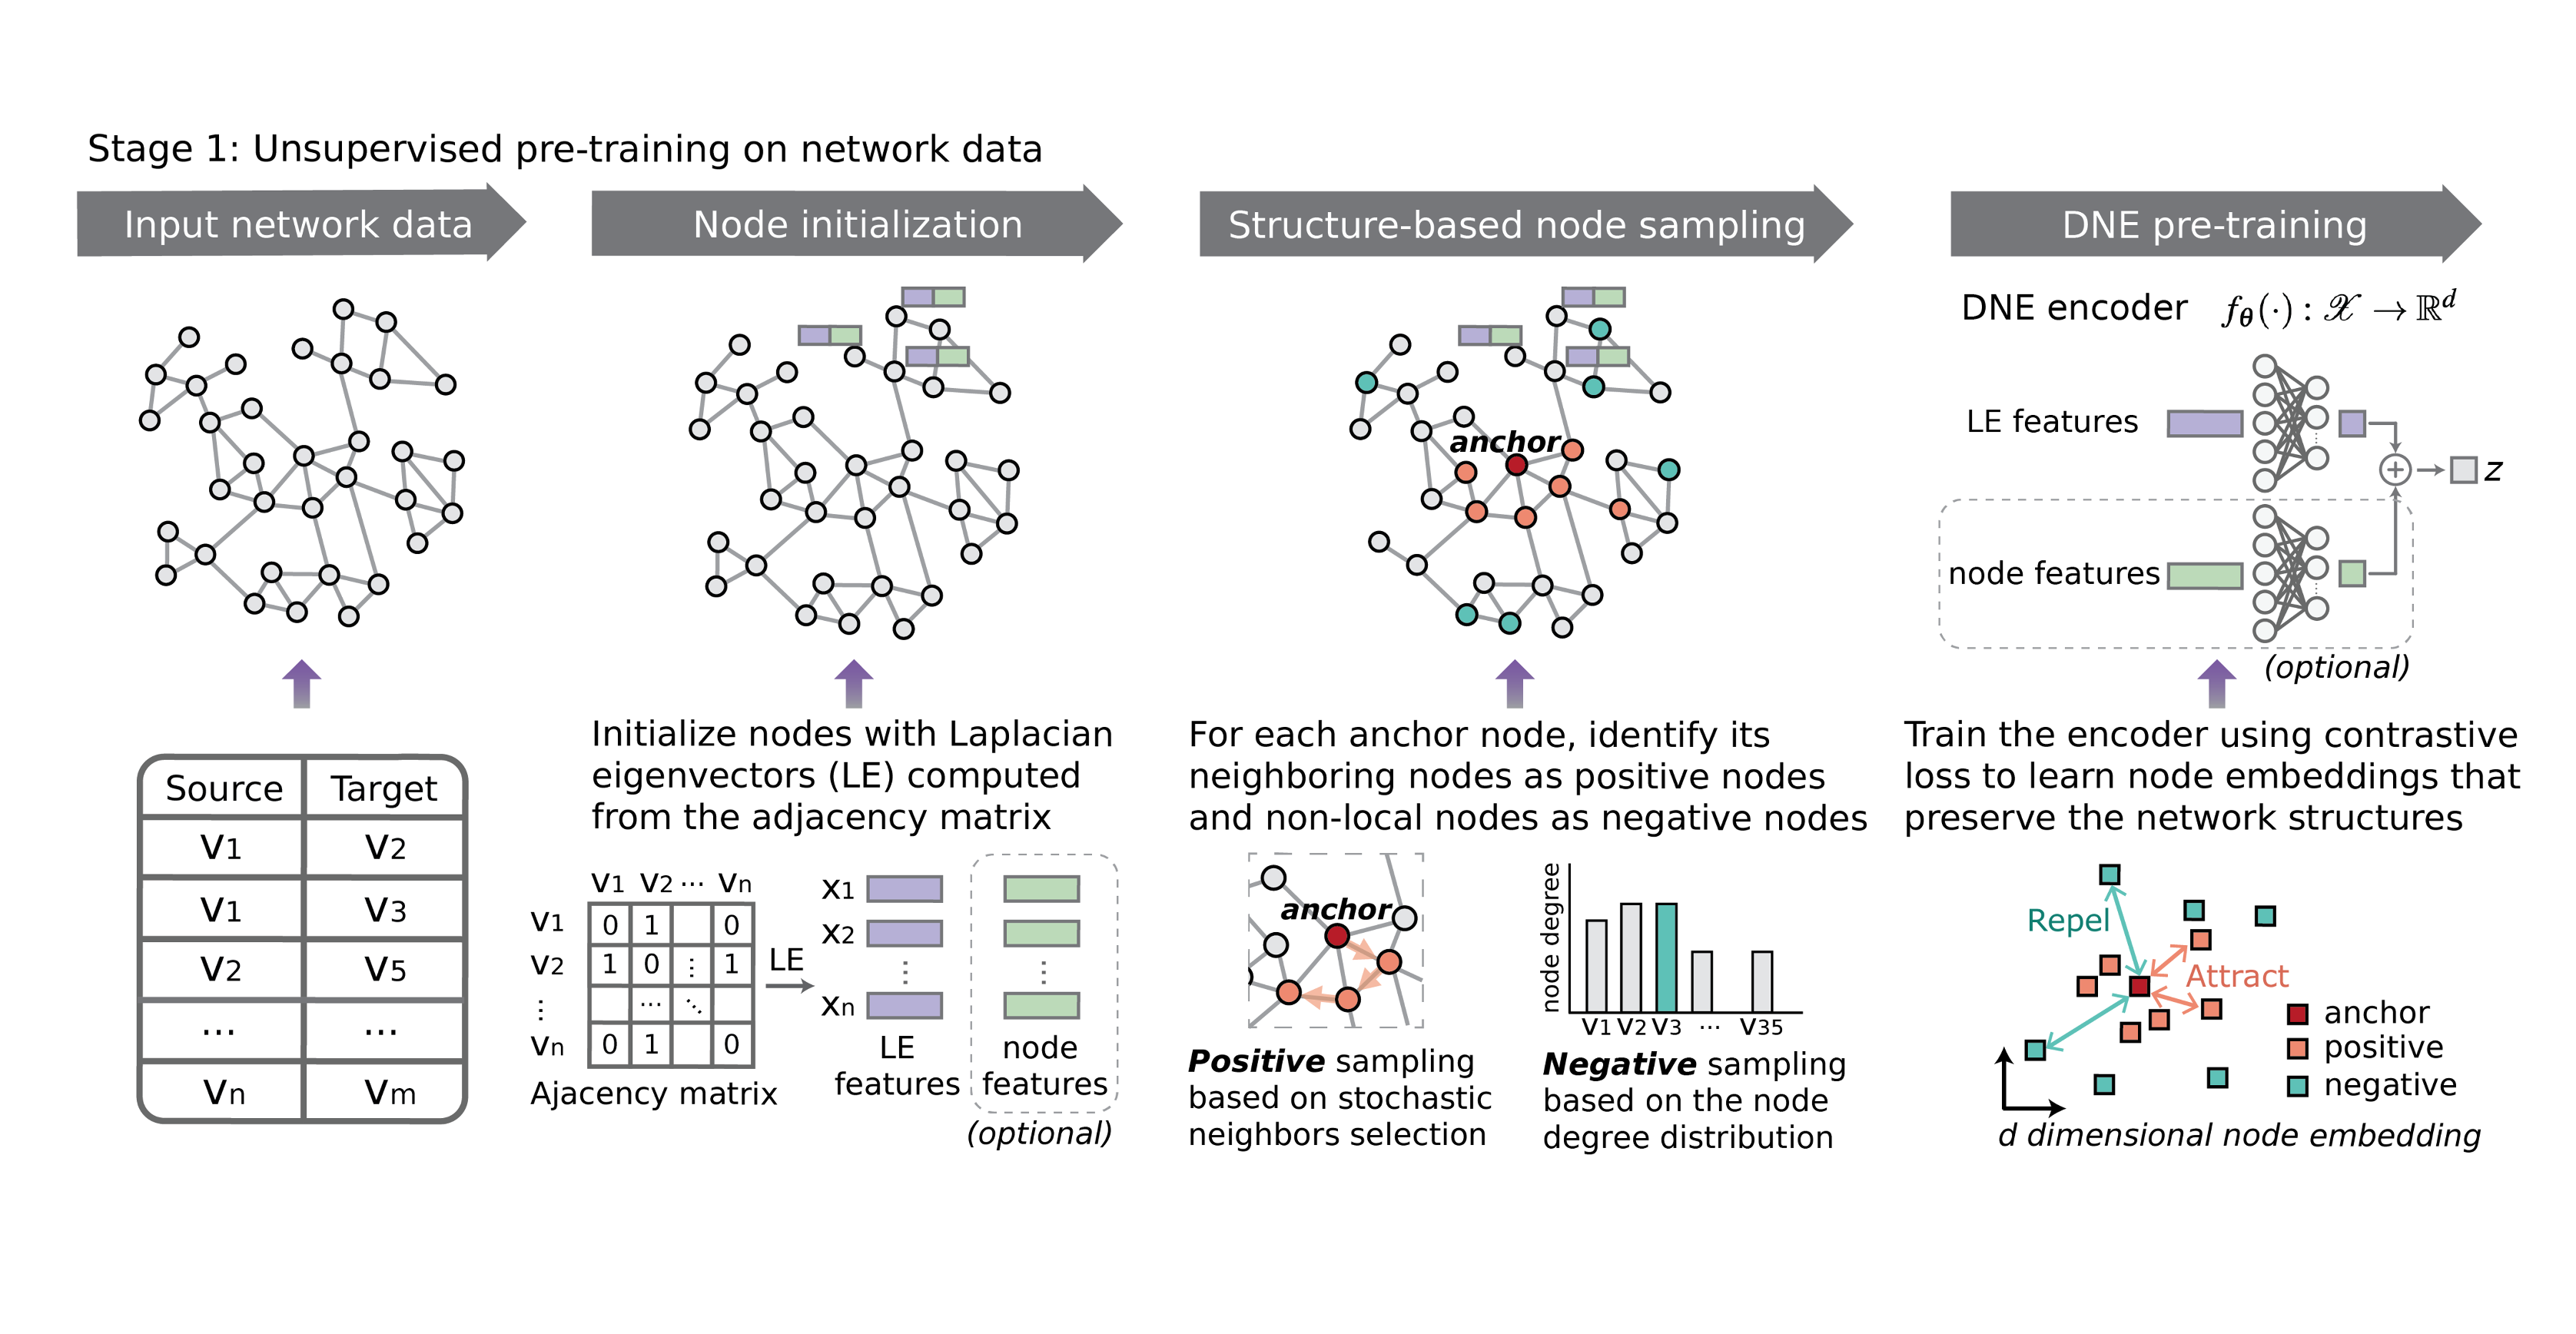 Stage 1: Unsupervised pre-training on network data
Input network data
Node initialization
Structure-based node sampling
DNE pre-training
Source Target
v1 v2
v1 v3
v2 v5
... ...
vn vm
Initialize nodes with Laplacian
eigenvectors (LE) computed
from the adjacency matrix
v1 v2 ... vn
v1 0 1 0
v2 1 0 ⋮ 1
⋮ ... ⋱
vn 0 1 0
Ajacency matrix
LE
x1
x2
⋮ ⋮
xn
LE
features
node
features
(optional)
anchor
For each anchor node, identify its
neighboring nodes as positive nodes
and non-local nodes as negative nodes
anchor
Positive sampling
based on stochastic
neighbors selection
node degree
v1 v2 v3 ... v35
Negative sampling
based on the node
degree distribution
DNE encoder fθ(·) : 𝒳 → ℝd
LE features
+ z
node features
(optional)
Train the encoder using contrastive
loss to learn node embeddings that
preserve the network structures
Repel
Attract
anchor
positive
negative
d dimensional node embedding